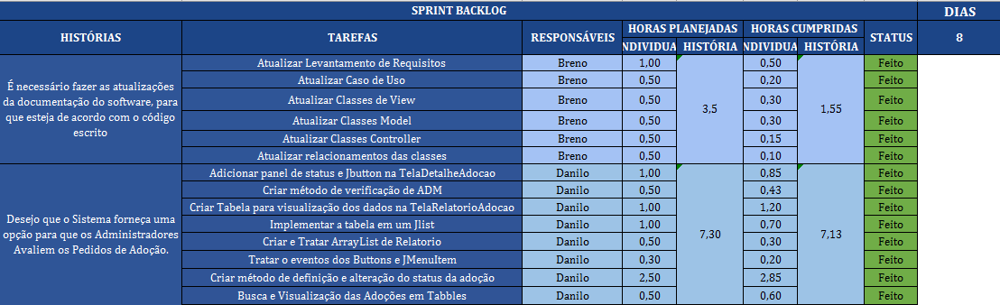 SPRINT BACKLOG DIAS
HISTÓRIAS TAREFAS RESPONSÁVEIS HORAS PLANEJADAS HORAS CUMPRIDAS STATUS 8
NDIVIDUA HISTÓRIA NDIVIDUA HISTÓRIA
É necessário fazer as atualizações
da documentação do software, para
que esteja de acordo com o código
escrito
Atualizar Levantamento de Requisitos Breno 1,00 0,50 Feito
Atualizar Caso de Uso Breno 0,50 0,20 Feito
Atualizar Classes de View Breno 0,50 0,30 Feito
Atualizar Classes Model Breno 0,50 0,30 Feito
Atualizar Classes Controller Breno 0,50 0,15 Feito
Atualizar relacionamentos das classes Breno 0,50 0,10 Feito
3,5 1,55
Desejo que o Sistema forneça uma
opção para que os Administradores
Avaliem os Pedidos de Adoção.
Adicionar panel de status e Jbutton na TelaDetalheAdocao Danilo 1,00 0,85 Feito
Criar método de verificação de ADM Danilo 0,50 0,43 Feito
Criar Tabela para visualização dos dados na TelaRelatorioAdocao Danilo 1,00 1,20 Feito
Implementar a tabela em um Jlist Danilo 1,00 0,70 Feito
Criar e Tratar ArrayList de Relatorio Danilo 0,50 0,30 Feito
Tratar o eventos dos Buttons e JMenuItem Danilo 0,30 0,20 Feito
Criar método de definição e alteração do status da adoção Danilo 2,50 2,85 Feito
Busca e Visualização das Adoções em Tabbles Danilo 0,50 0,60 Feito
7,30 7,13